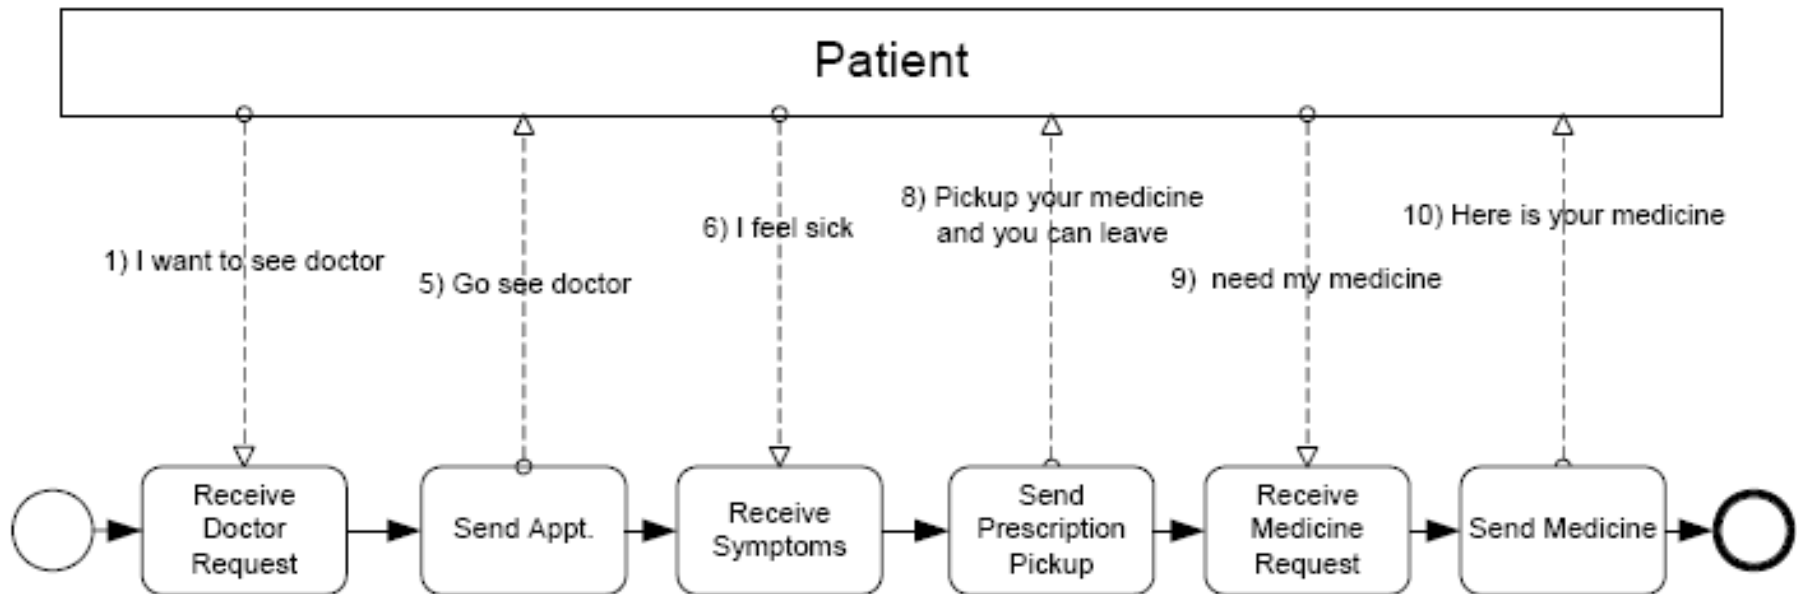 Patient
1) I want to see doctor
5) Go see doctor
6) I feel sick
8) Pickup your medicine
and you can leave
9) need my medicine
10) Here is your medicine
Receive
Doctor
Request
Send Appt.
Receive
Symptoms
Send
Prescription
Pickup
Receive
Medicine
Request
Send Medicine